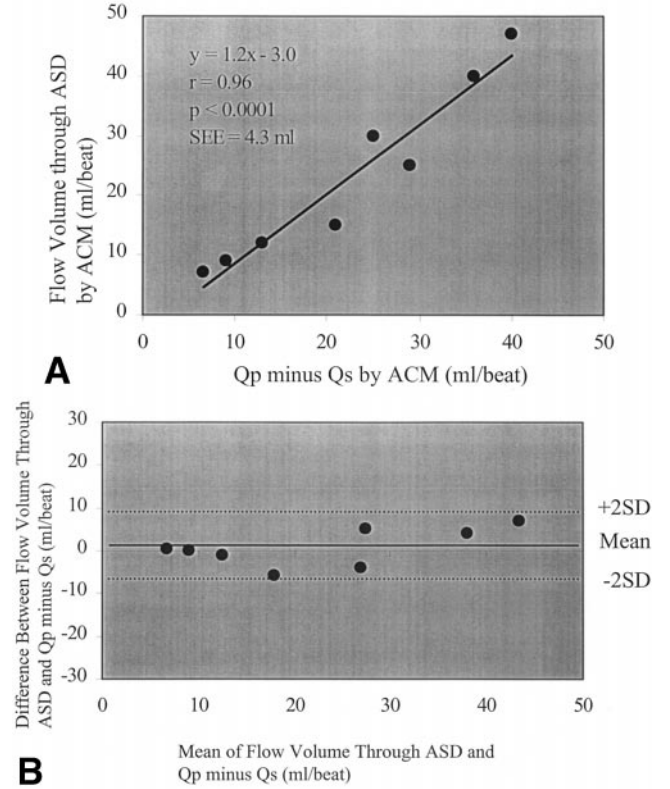 50
40
30
20
10
0
Flow Volume through ASD
by ACM (ml/beat)
y = 1.2x - 3.0
r = 0.96
p < 0.0001
SEE = 4.3 ml
0 10 20 30 40 50
A
Qp minus Qs by ACM (ml/beat)
30
20
10
0
-10
-20
-30
Difference Between Flow Volume Through
ASD and Qp minus Qs (ml/beat)
+2SD
Mean
-2SD
0 10 20 30 40 50
Mean of Flow Volume Through ASD and
Qp minus Qs (ml/beat)
B